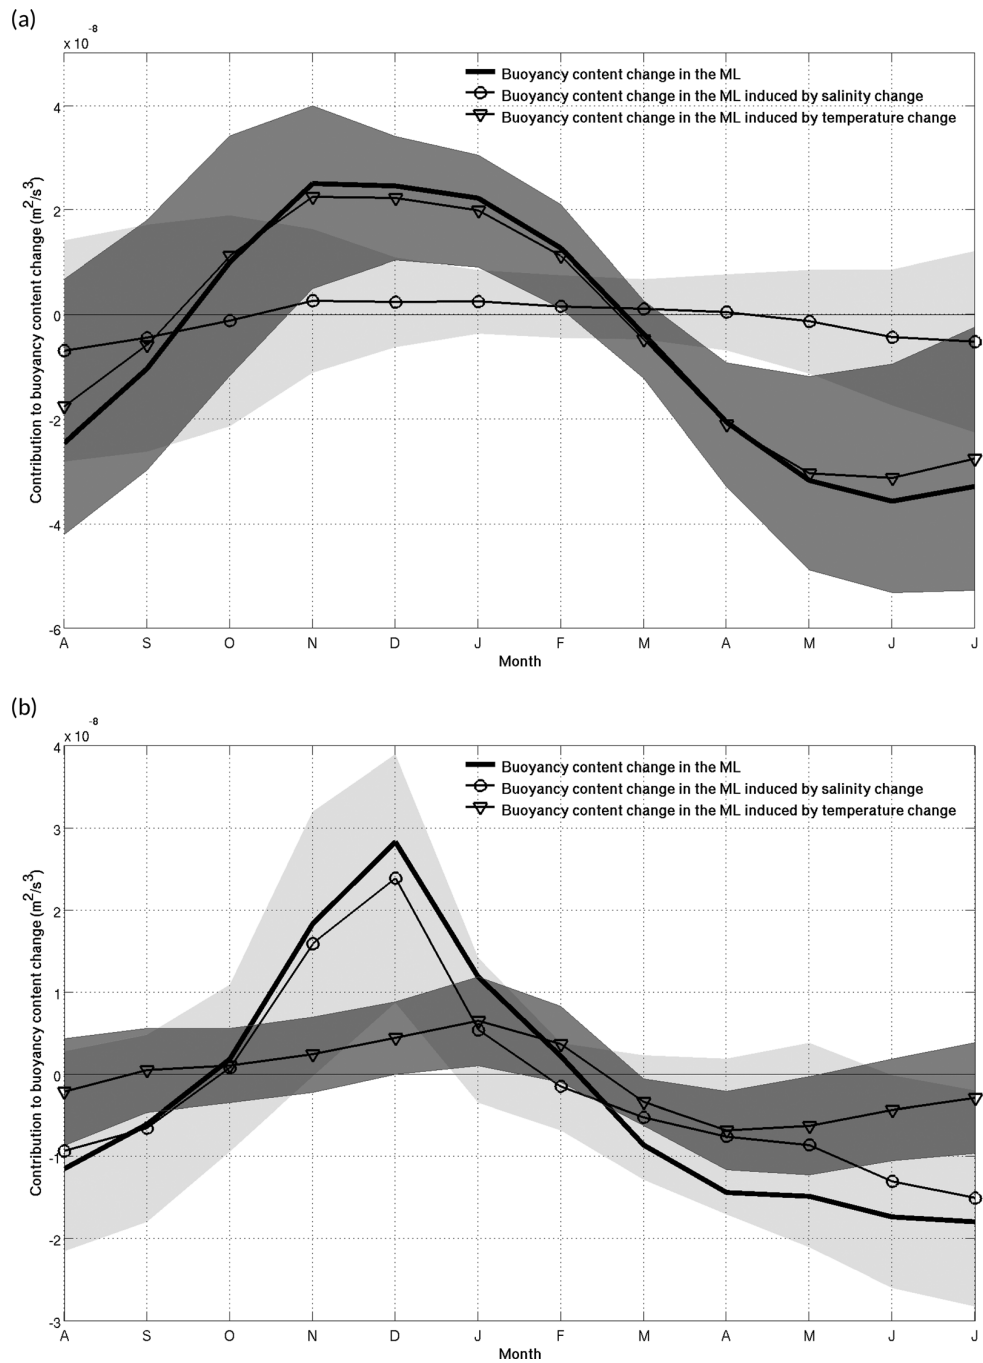 (a)
x 10^-8
Buoyancy content change in the ML
Buoyancy content change in the ML induced by salinity change
Buoyancy content change in the ML induced by temperature change
Contribution to buoyancy content change (m^2/s^3)
4
2
0
-2
-4
-6
A S O N D J F M A M J J
Month
(b)
x 10^-8
Buoyancy content change in the ML
Buoyancy content change in the ML induced by salinity change
Buoyancy content change in the ML induced by temperature change
Contribution to buoyancy content change (m^2/s^3)
4
3
2
1
0
-1
-2
-3
A S O N D J F M A M J J
Month